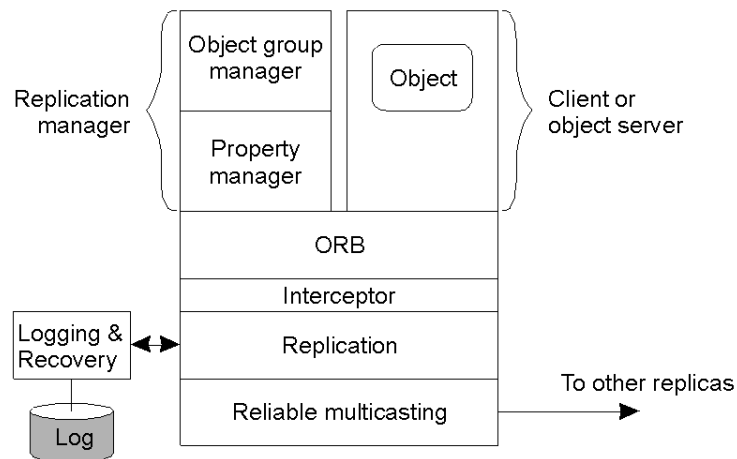 Object group
manager
Object
Replication
manager
Client or
object server
Property
manager
ORB
Interceptor
Logging &
Recovery
Replication
To other replicas
Reliable multicasting
Log